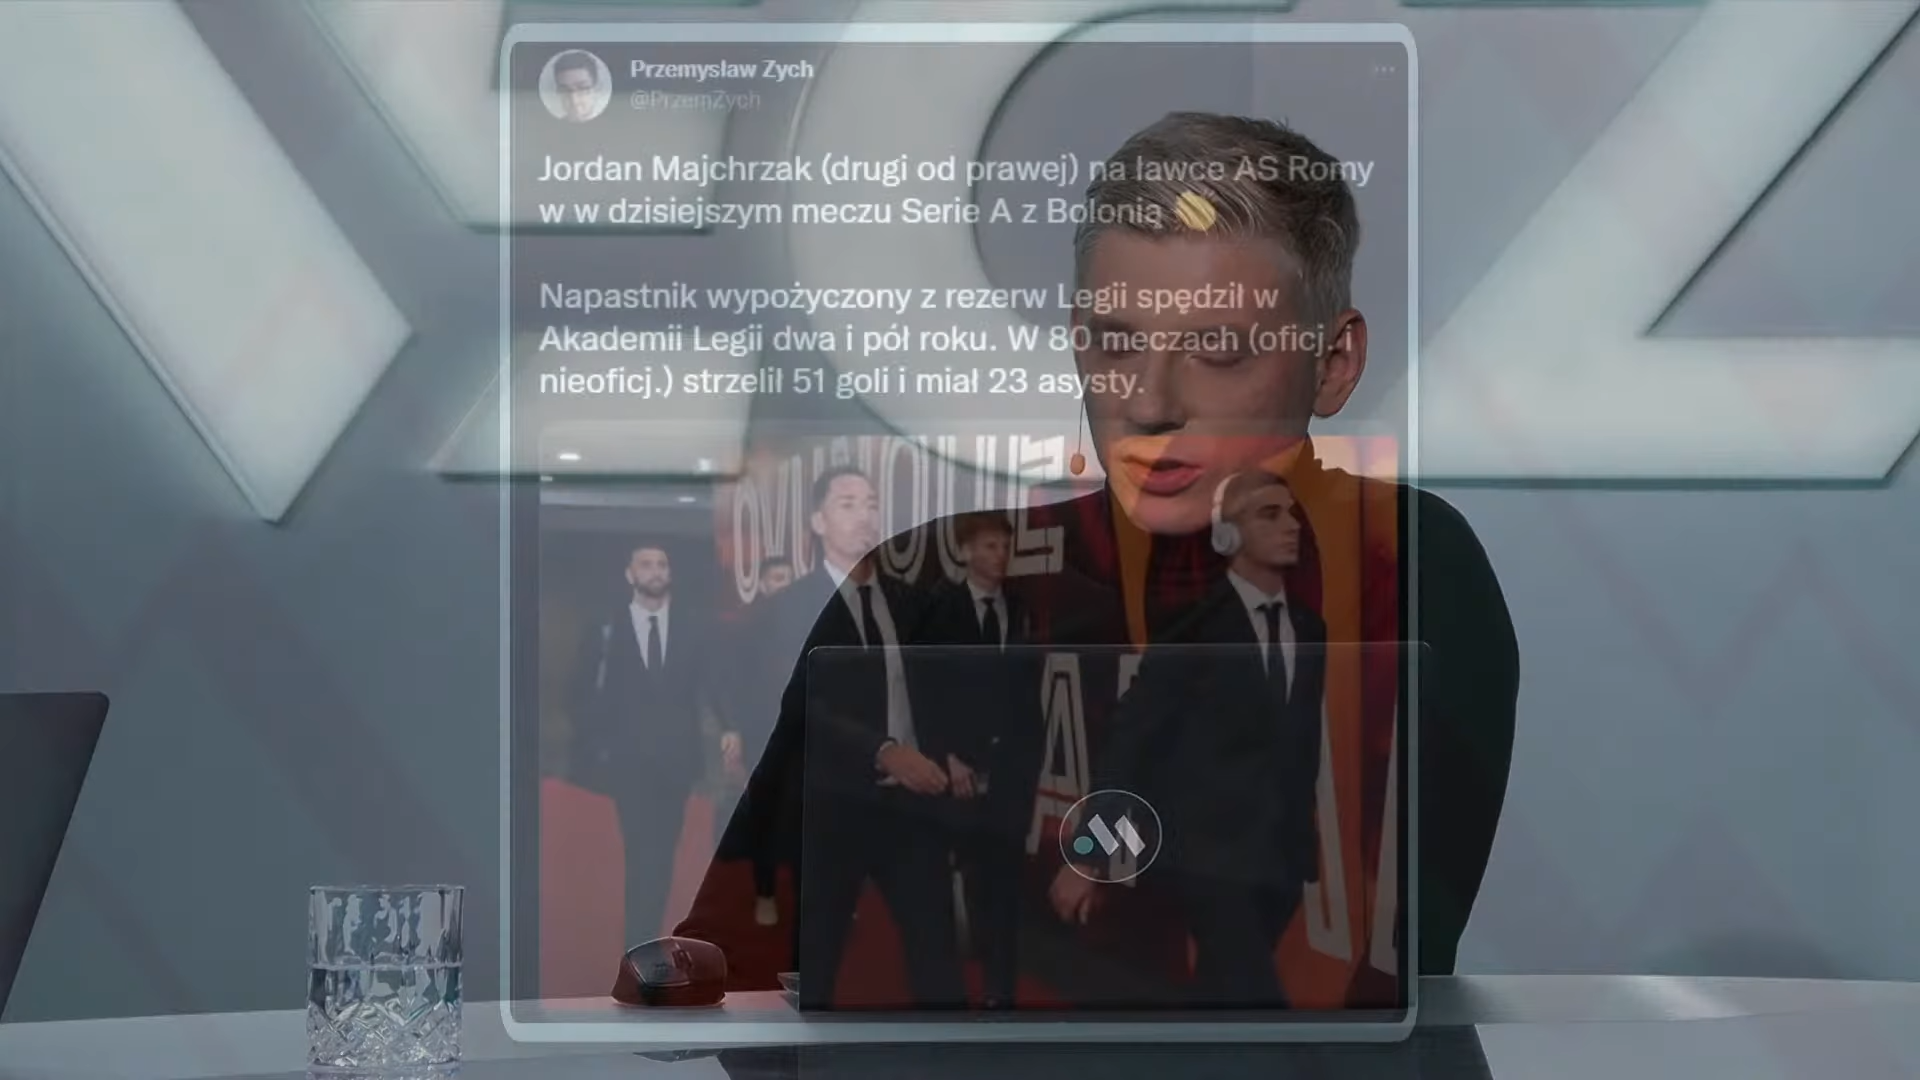 Przemysław Zych
@PrzemZych
Jordan Majchrzak (drugi od prawej) na ławce AS Romy
w w dzisiejszym meczu Serie A z Bolonią
Napastnik wypożyczony z rezerw Legii spędził w
Akademii Legii dwa i pół roku. W 80 meczach (oficj. i
nieoficj.) strzelił 51 goli i miał 23 asysty.